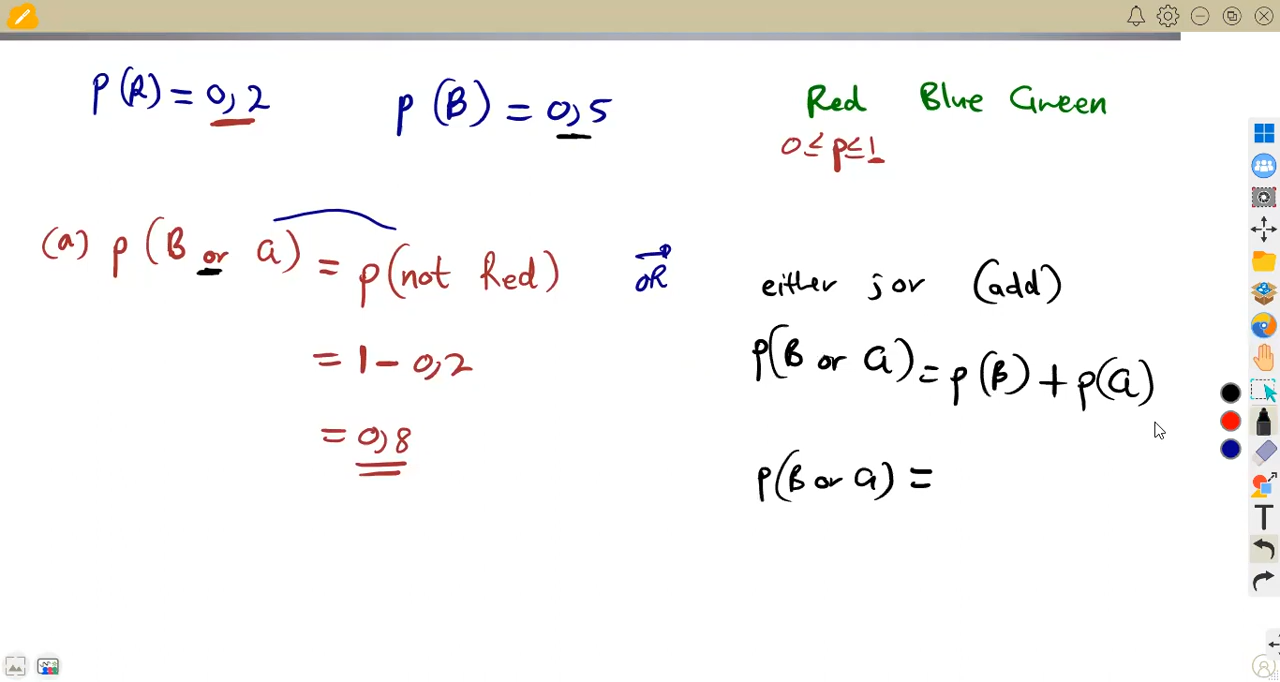 P(R) = 0,2
P(B) = 0,5
Red Blue Green
0 ≤ P ≤ 1
(a) P(B or G) = P(not Red)
= 1 - 0,2
= 0,8
OR
either ; or (add)
P(B or G) = P(B) + P(G)
P(B or G) =
T